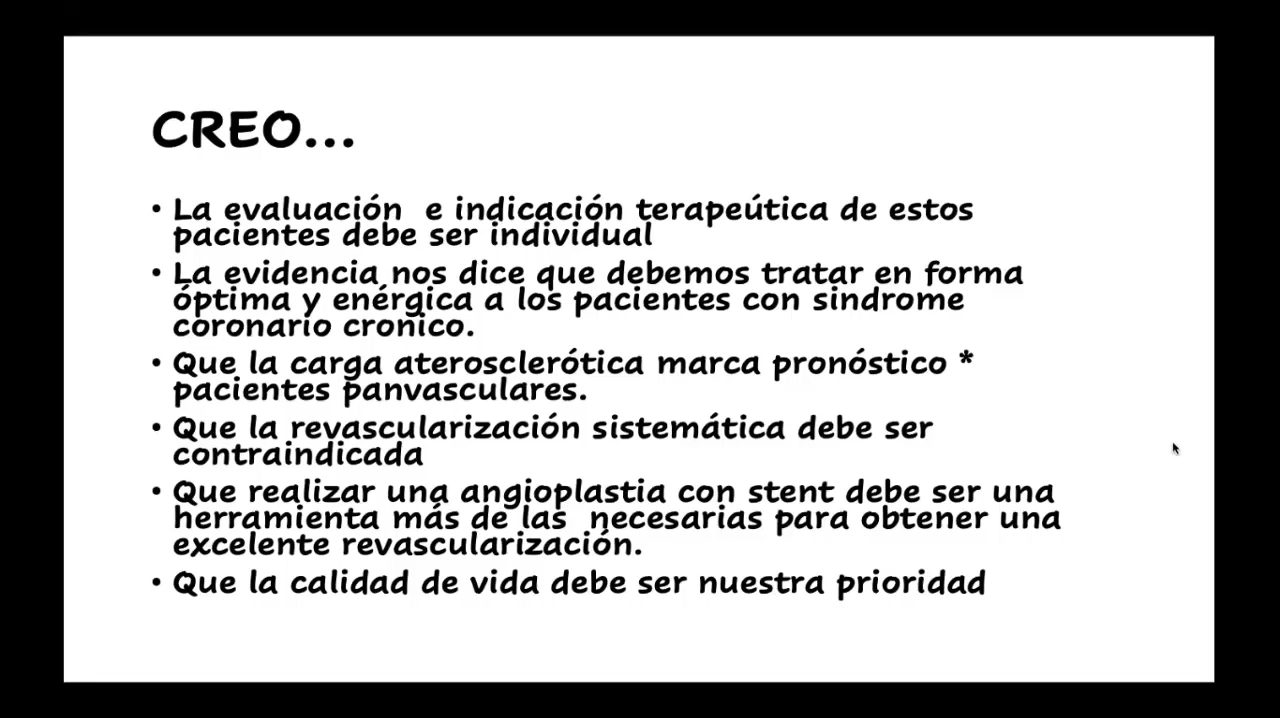 CREO...
• La evaluación  e indicación terapeútica de estos
pacientes debe ser individual
• La evidencia nos dice que debemos tratar en forma
óptima y enérgica a los pacientes con sindrome
coronario cronico.
• Que la carga aterosclerótica marca pronóstico *
pacientes panvasculares.
• Que la revascularización sistemática debe ser
contraindicada
• Que realizar una angioplastia con stent debe ser una
herramienta más de las  necesarias para obtener una
excelente revascularización.
• Que la calidad de vida debe ser nuestra prioridad